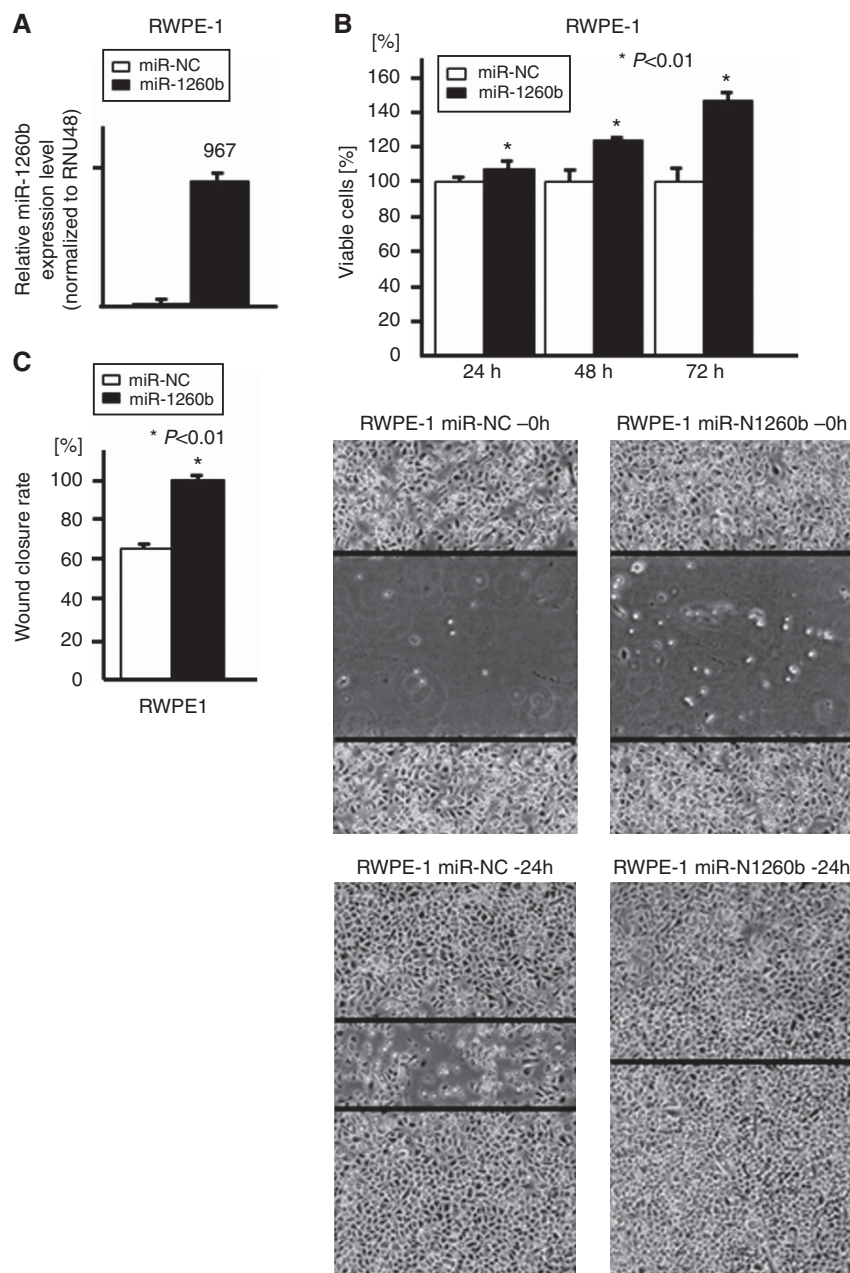 A
RWPE-1
miR-NC
miR-1260b
Relative miR-1260b
expression level
(normalized to RNU48)
967
B
RWPE-1
[%]
miR-NC
miR-1260b
* P<0.01
Viable cells [%]
160
140
120
100
80
60
40
20
0
*
*
*
24 h
48 h
72 h
C
miR-NC
miR-1260b
* P<0.01
[%]
*
Wound closure rate
100
80
60
40
20
0
RWPE1
RWPE-1 miR-NC –0h
RWPE-1 miR-N1260b –0h
RWPE-1 miR-NC -24h
RWPE-1 miR-N1260b -24h